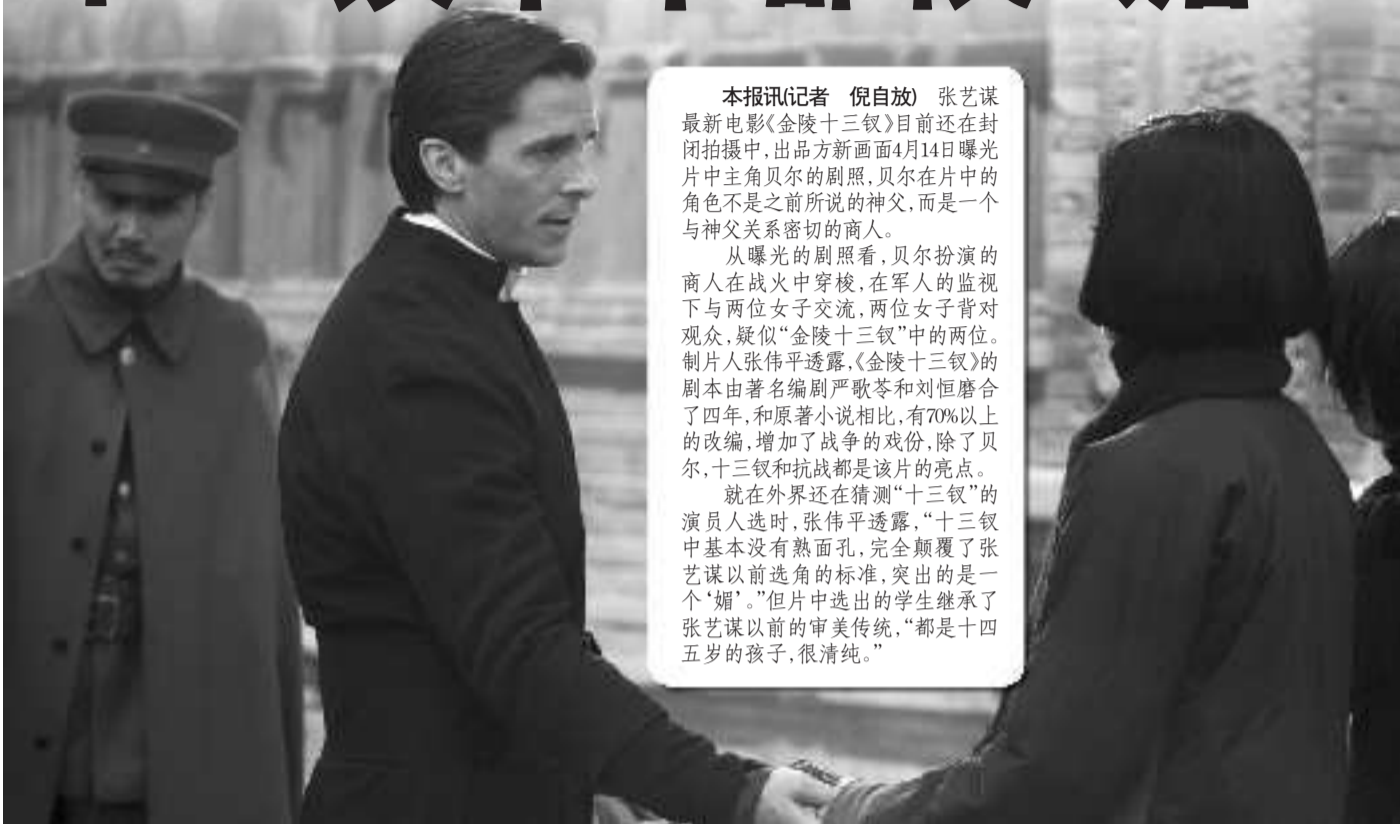 本报讯(记者　倪自放)　张艺谋
最新电影《金陵十三钗》目前还在封
闭拍摄中,出品方新画面4月14日曝光
片中主角贝尔的剧照,贝尔在片中的
角色不是之前所说的神父,而是一个
与神父关系密切的商人。
从曝光的剧照看,贝尔扮演的
商人在战火中穿梭,在军人的监视
下与两位女子交流,两位女子背对
观众,疑似“金陵十三钗”中的两位。
制片人张伟平透露,《金陵十三钗》的
剧本由著名编剧严歌苓和刘恒磨合
了四年,和原著小说相比,有70%以上
的改编,增加了战争的戏份,除了贝
尔,十三钗和抗战都是该片的亮点。
就在外界还在猜测“十三钗”的
演员人选时,张伟平透露,“十三钗
中基本没有熟面孔,完全颠覆了张
艺谋以前选角的标准,突出的是一
个‘媚’。”但片中选出的学生继承了
张艺谋以前的审美传统,“都是十四
五岁的孩子,很清纯。”